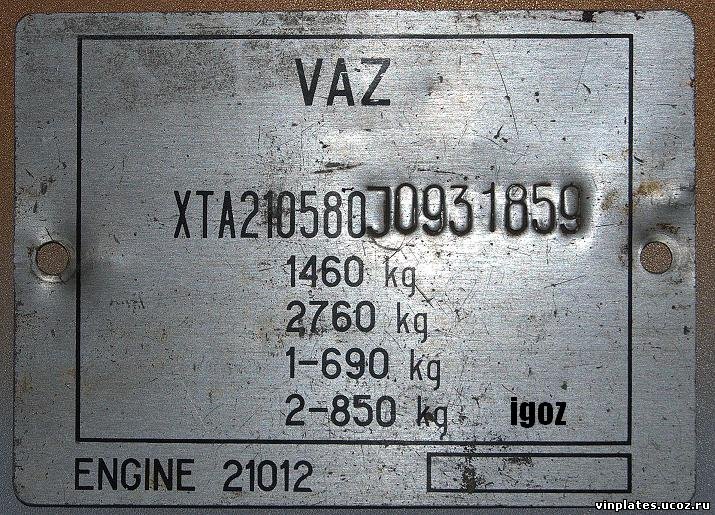 VAZ
XTA210580J0931859
1460 kg
2760 kg
1-690 kg
2-850 kg
igoz
ENGINE 21012
vinplates.ucoz.ru